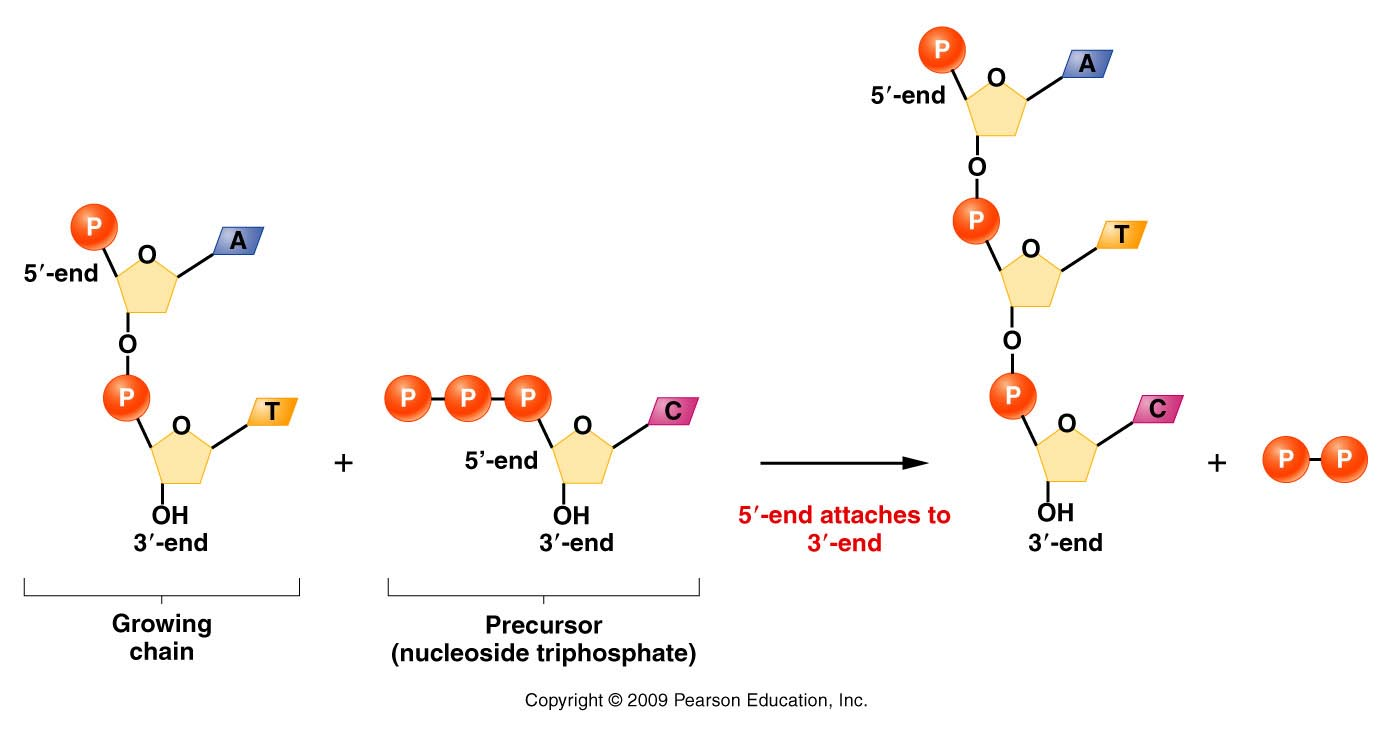 P
A
5′-end
O
O
P
T
O
OH
3′-end
Growing
chain
+
P P P
C
O
5’-end
OH
3′-end
Precursor
(nucleoside triphosphate)
5′-end attaches to
3′-end
P
A
O
5′-end
O
P
T
O
O
P
C
O
OH
3′-end
+
P P
Copyright © 2009 Pearson Education, Inc.